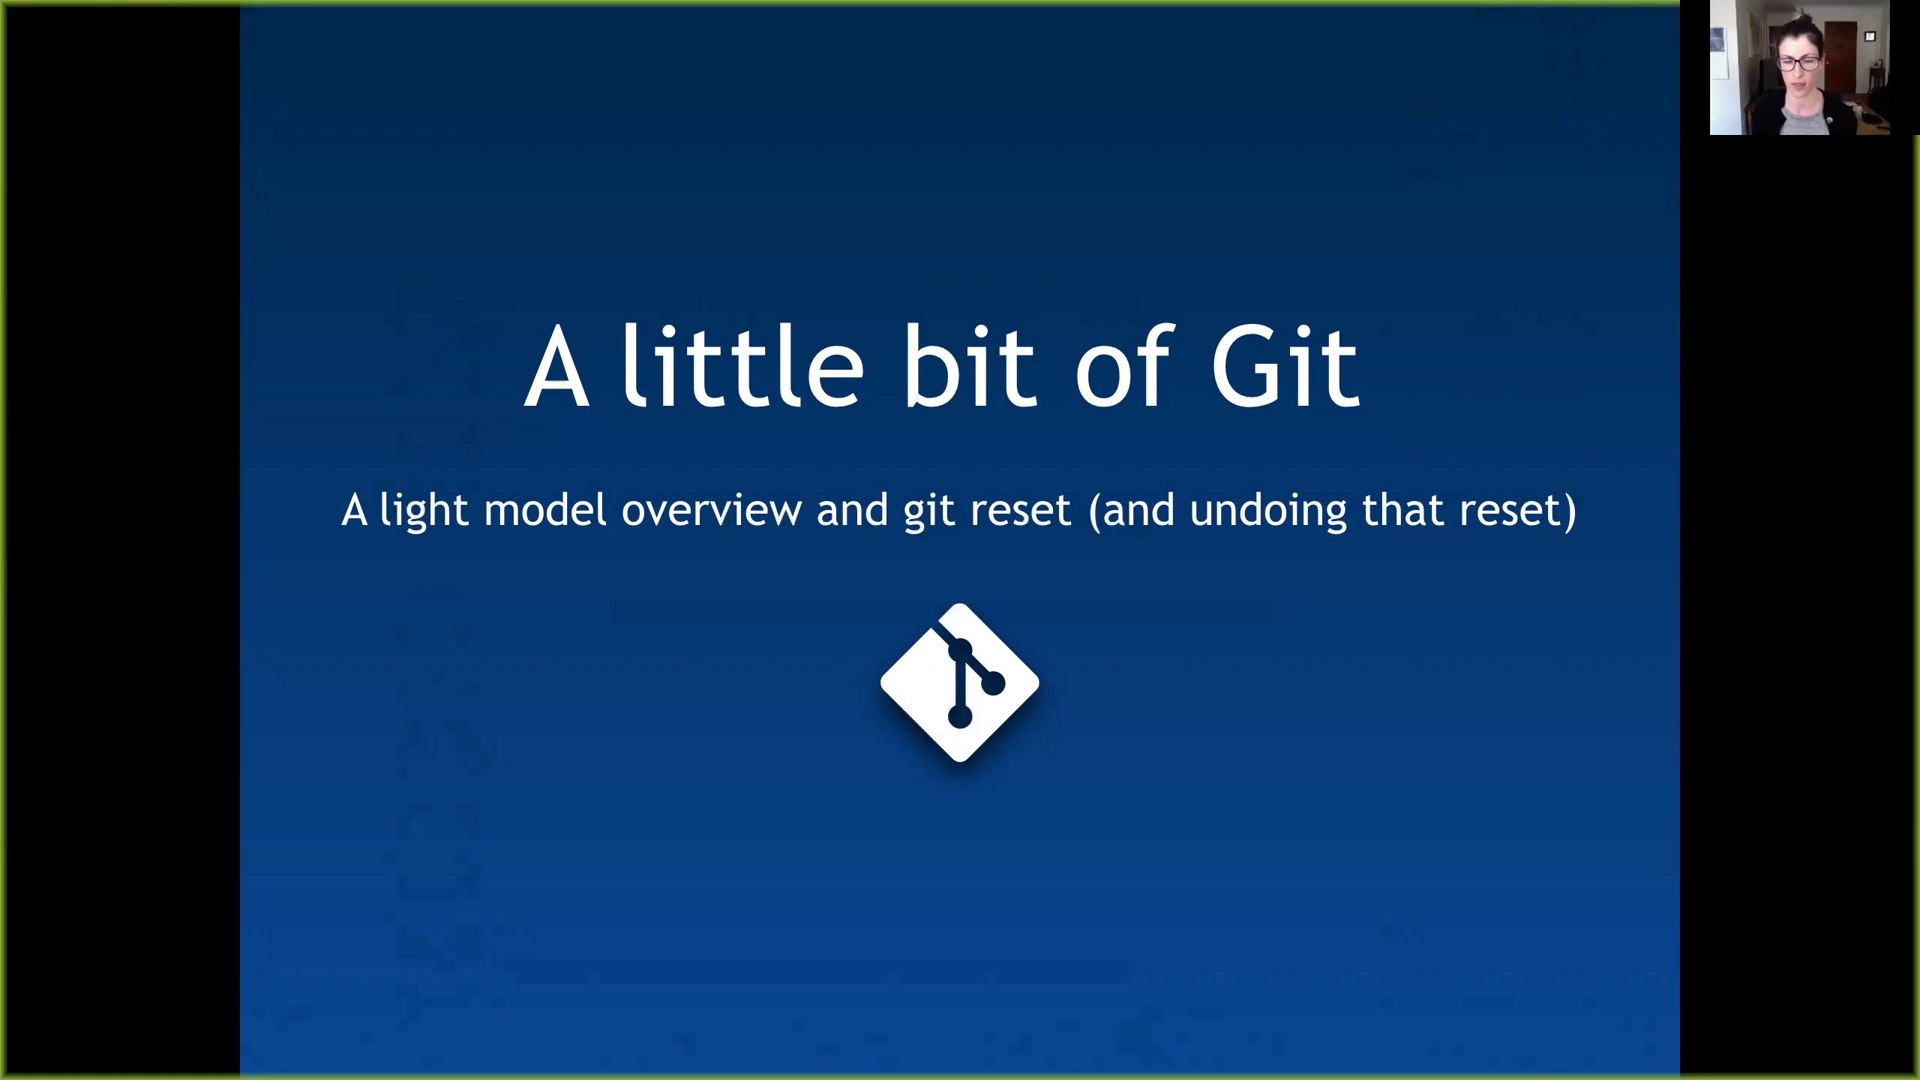 A little bit of Git
A light model overview and git reset (and undoing that reset)